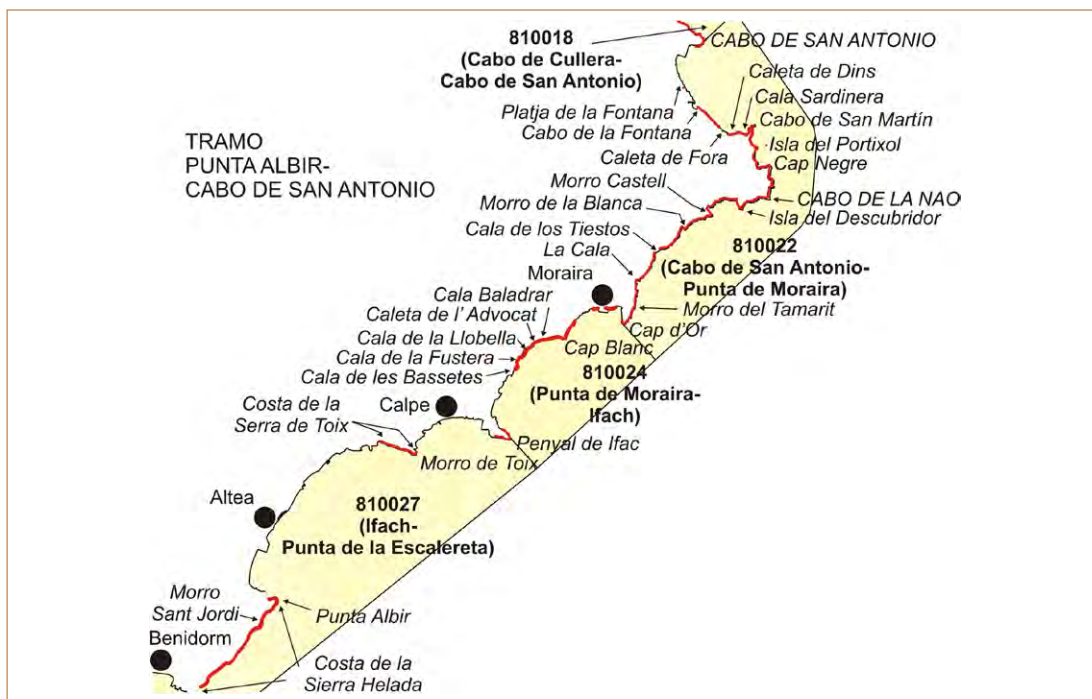 810018
(Cabo de Cullera-
Cabo de San Antonio)
CABO DE SAN ANTONIO
Caleta de Dins
Cala Sardinera
Platja de la Fontana
Cabo de San Martín
Cabo de la Fontana
TRAMO
PUNTA ALBIR-
CABO DE SAN ANTONIO
Isla del Portixol
Caleta de Fora
Cap Negre
Morro Castell
CABO DE LA NAO
Morro de la Blanca
Isla del Descubridor
Cala de los Tiestos
La Cala
810022
(Cabo de San Antonio-
Punta de Moraira)
Moraira
Cala Baladrar
Morro del Tamarit
Caleta de l' Advocat
Cap d'Or
Cala de la Llobella
Cap Blanc
Cala de la Fustera
Cala de les Bassetes
810024
(Punta de Moraira-
Ifach)
Calpe
Costa de la
Serra de Toix
Penyal de Ifac
Morro de Toix
Altea
810027
(Ifach-
Punta de la Escalereta)
Morro
Sant Jordi
Punta Albir
Benidorm
Costa de la
Sierra Helada